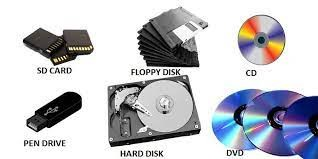 SD CARD
FLOPPY DISK
CD
PEN DRIVE
HARD DISK
DVD